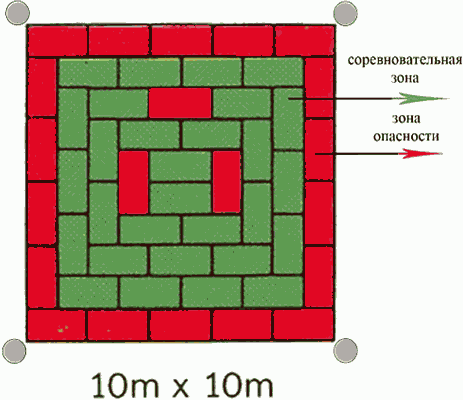 соревновательная
зона
зона
опасности
10m x 10m